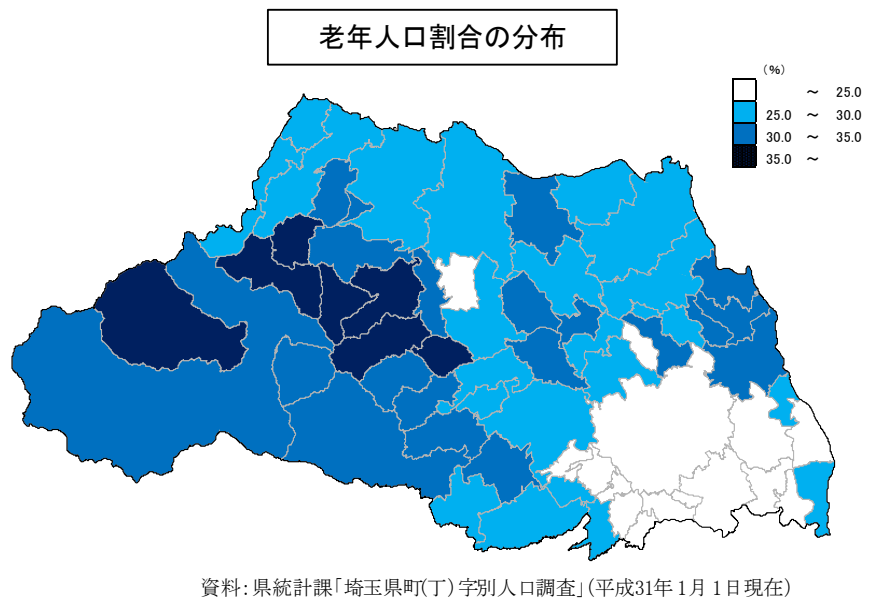 老年人口割合の分布
（%）
～ 25.0
25.0 ～ 30.0
30.0 ～ 35.0
35.0 ～
資料：県統計課「埼玉県町(丁)字別人口調査」（平成31年1月1日現在）